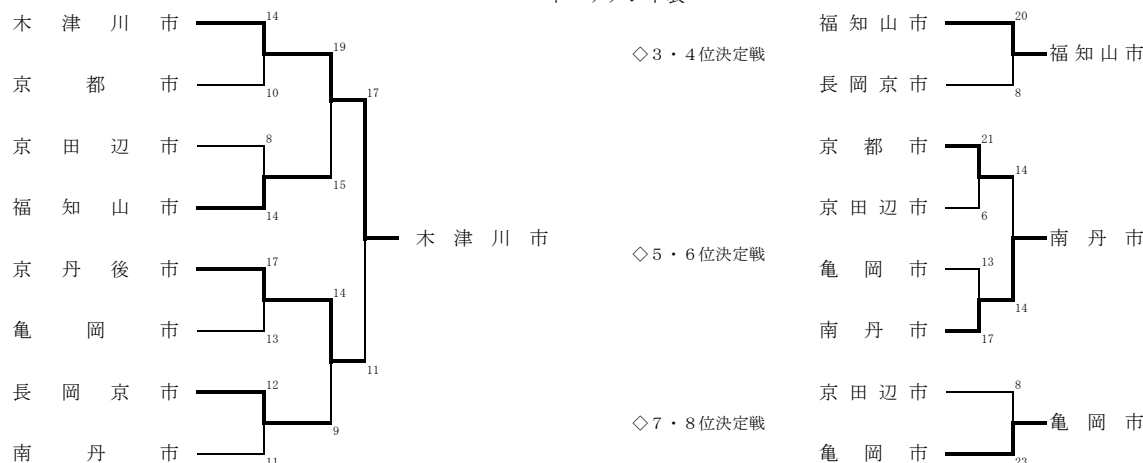 木津川市 14
19
◇3・4位決定戦
福知山市 20
福知山市
京都市 10
長岡京市 8
17
京田辺市 8
京都市 21
15
14
福知山市 14
京田辺市 6
木津川市
南丹市
◇5・6位決定戦
京丹後市 17
亀岡市 13
14
14
亀岡市 13
南丹市 17
11
長岡京市 12
京田辺市 8
9
◇7・8位決定戦
亀岡市
南丹市 11
亀岡市 23